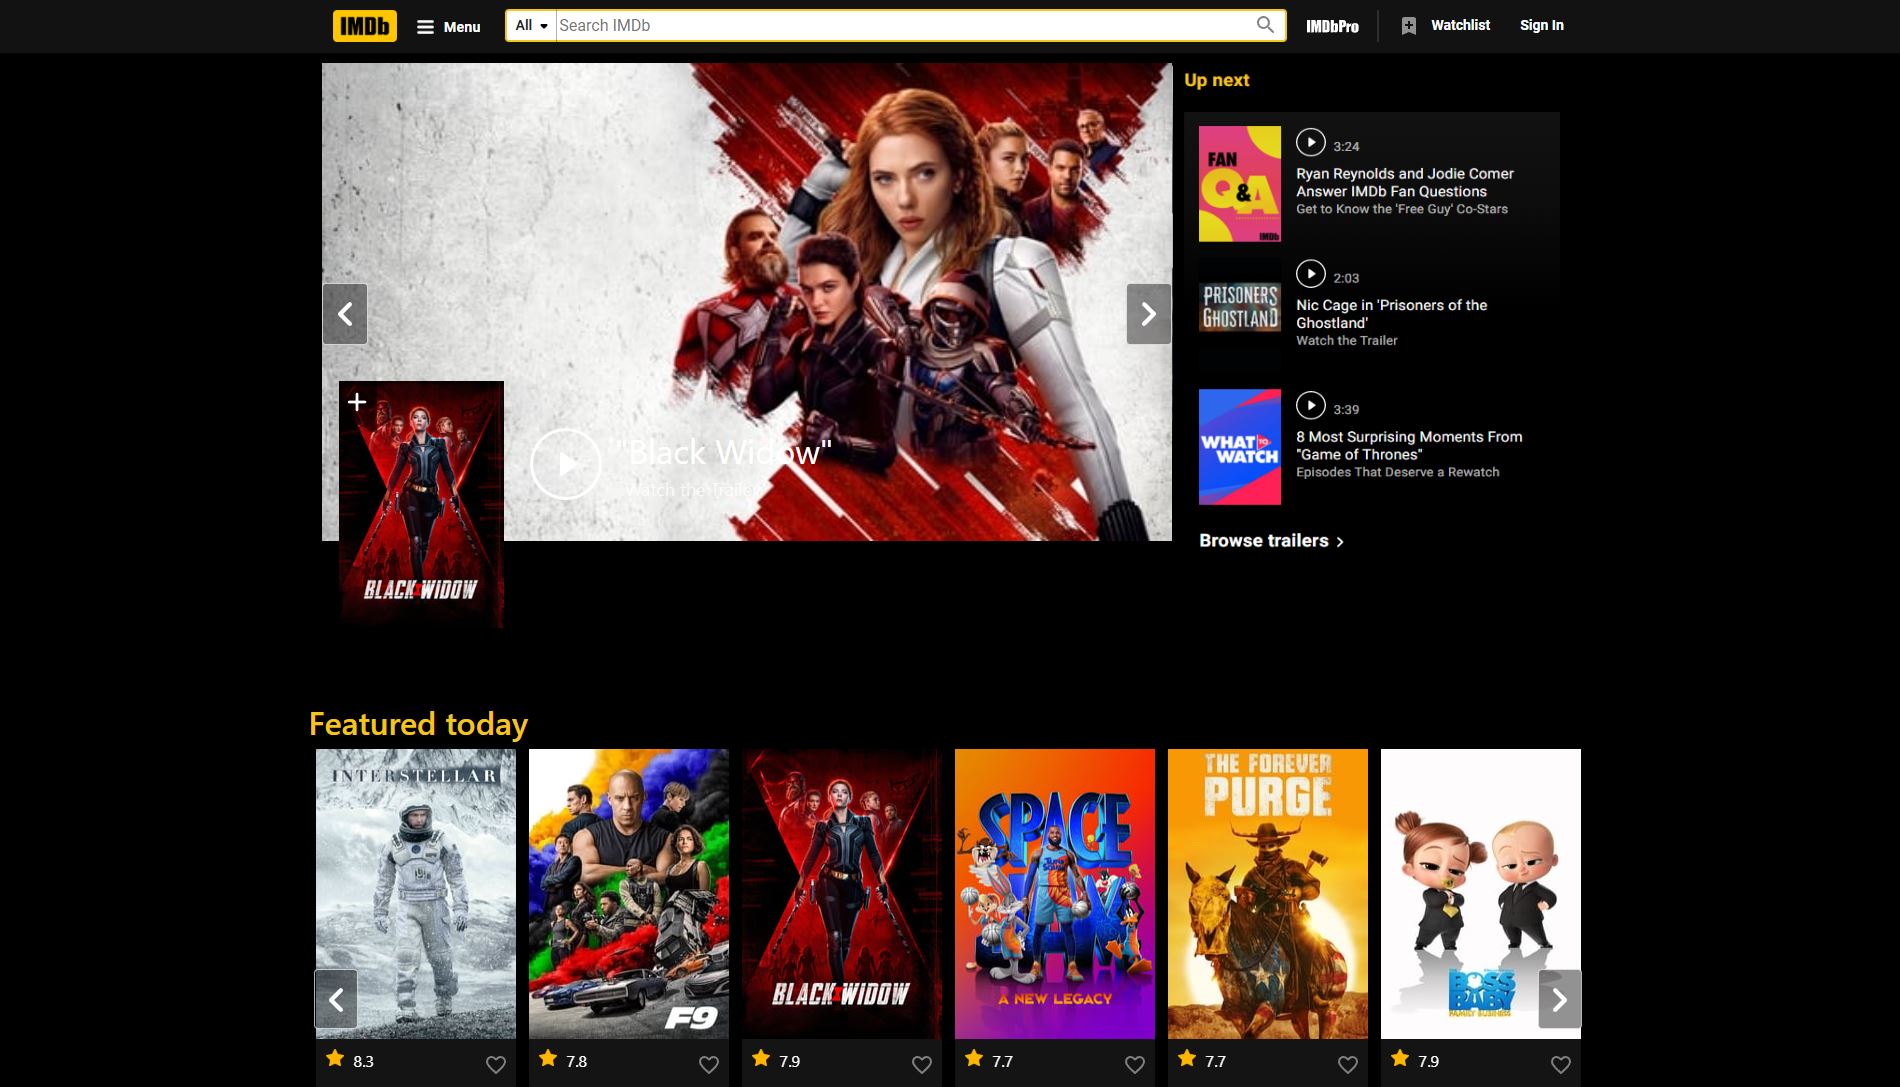 IMDb
Menu
All
Search IMDb
IMDbPro
Watchlist
Sign In
Up next
FAN
Q&A
IMDb
3:24
Ryan Reynolds and Jodie Comer
Answer IMDb Fan Questions
Get to Know the 'Free Guy' Co-Stars
PRISONERS
GHOSTLAND
2:03
Nic Cage in 'Prisoners of the
Ghostland'
Watch the Trailer
WHAT TO
WATCH
3:39
8 Most Surprising Moments From
"Game of Thrones"
Episodes That Deserve a Rewatch
Browse trailers
"Black Widow"
Watch the Trailer
BLACK WIDOW
Featured today
INTERSTELLAR
F9
BLACK WIDOW
SPACE
JAM
A NEW LEGACY
THE FOREVER
PURGE
BOSS
BABY
FAMILY BUSINESS
8.3
7.8
7.9
7.7
7.7
7.9